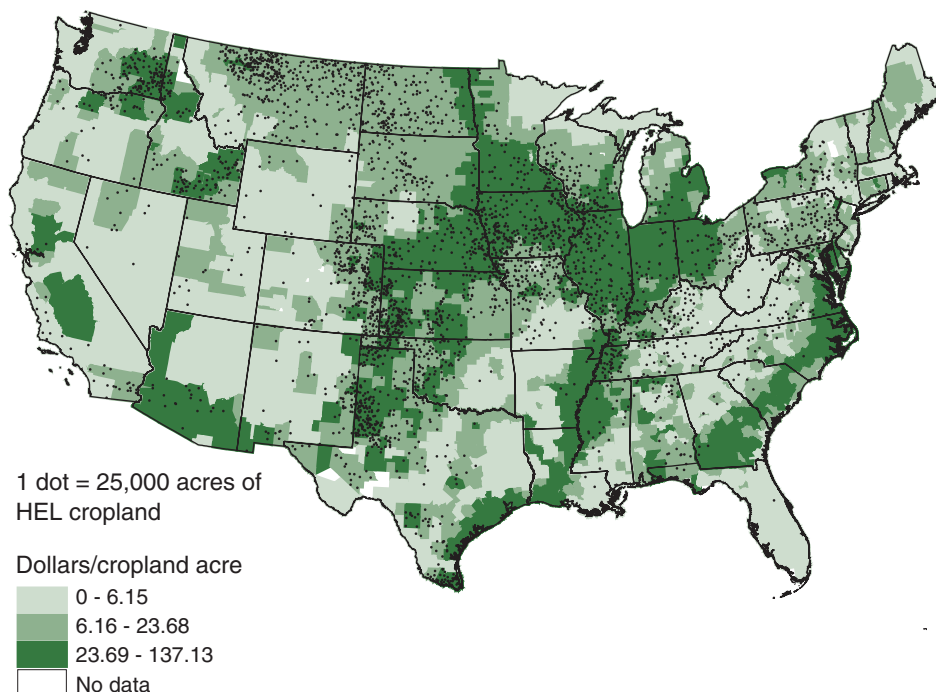 1 dot = 25,000 acres of
HEL cropland
Dollars/cropland acre
0 - 6.15
6.16 - 23.68
23.69 - 137.13
No data